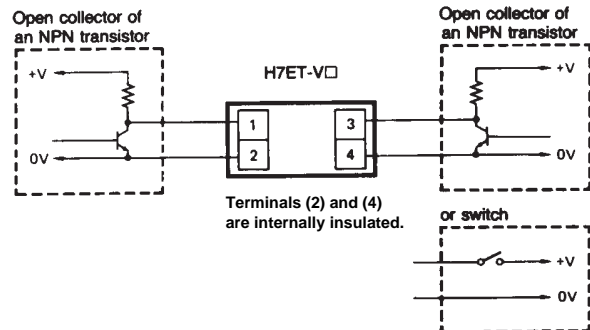 Open collector of
an NPN transistor
Open collector of
an NPN transistor
+V
H7ET-V□
+V
1
3
2
4
0V
0V
Terminals (2) and (4)
are internally insulated.
or switch
+V
0V